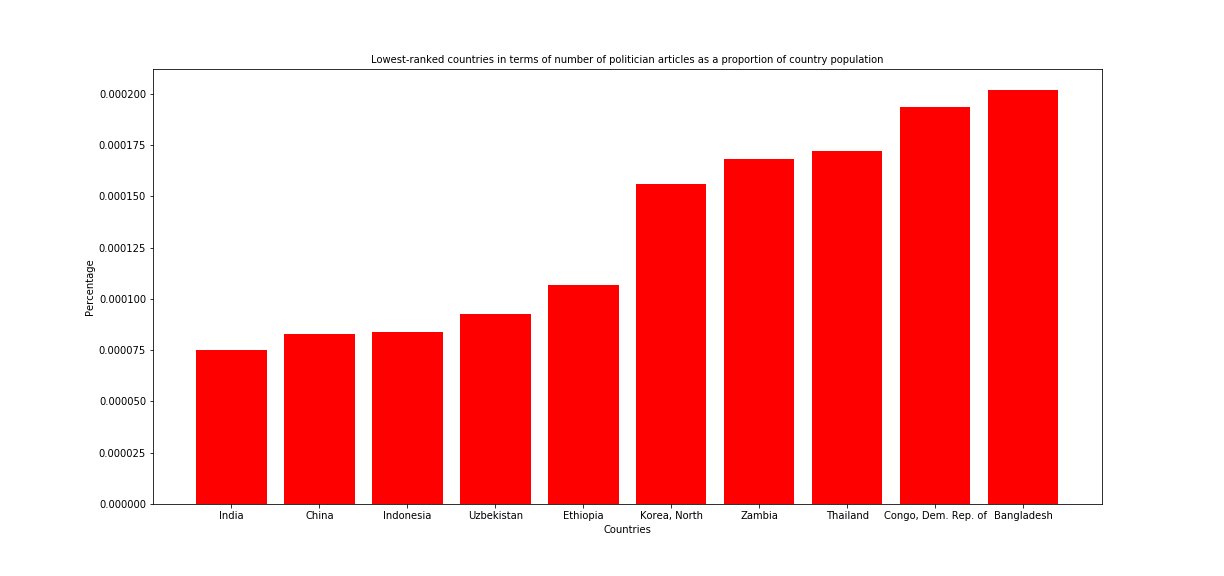 Lowest-ranked countries in terms of number of politician articles as a proportion of country population
0.000200
0.000175
0.000150
0.000125
0.000100
0.000075
0.000050
0.000025
0.000000
Percentage
India China Indonesia Uzbekistan Ethiopia Korea, North Zambia Thailand Congo, Dem. Rep. of Bangladesh
Countries